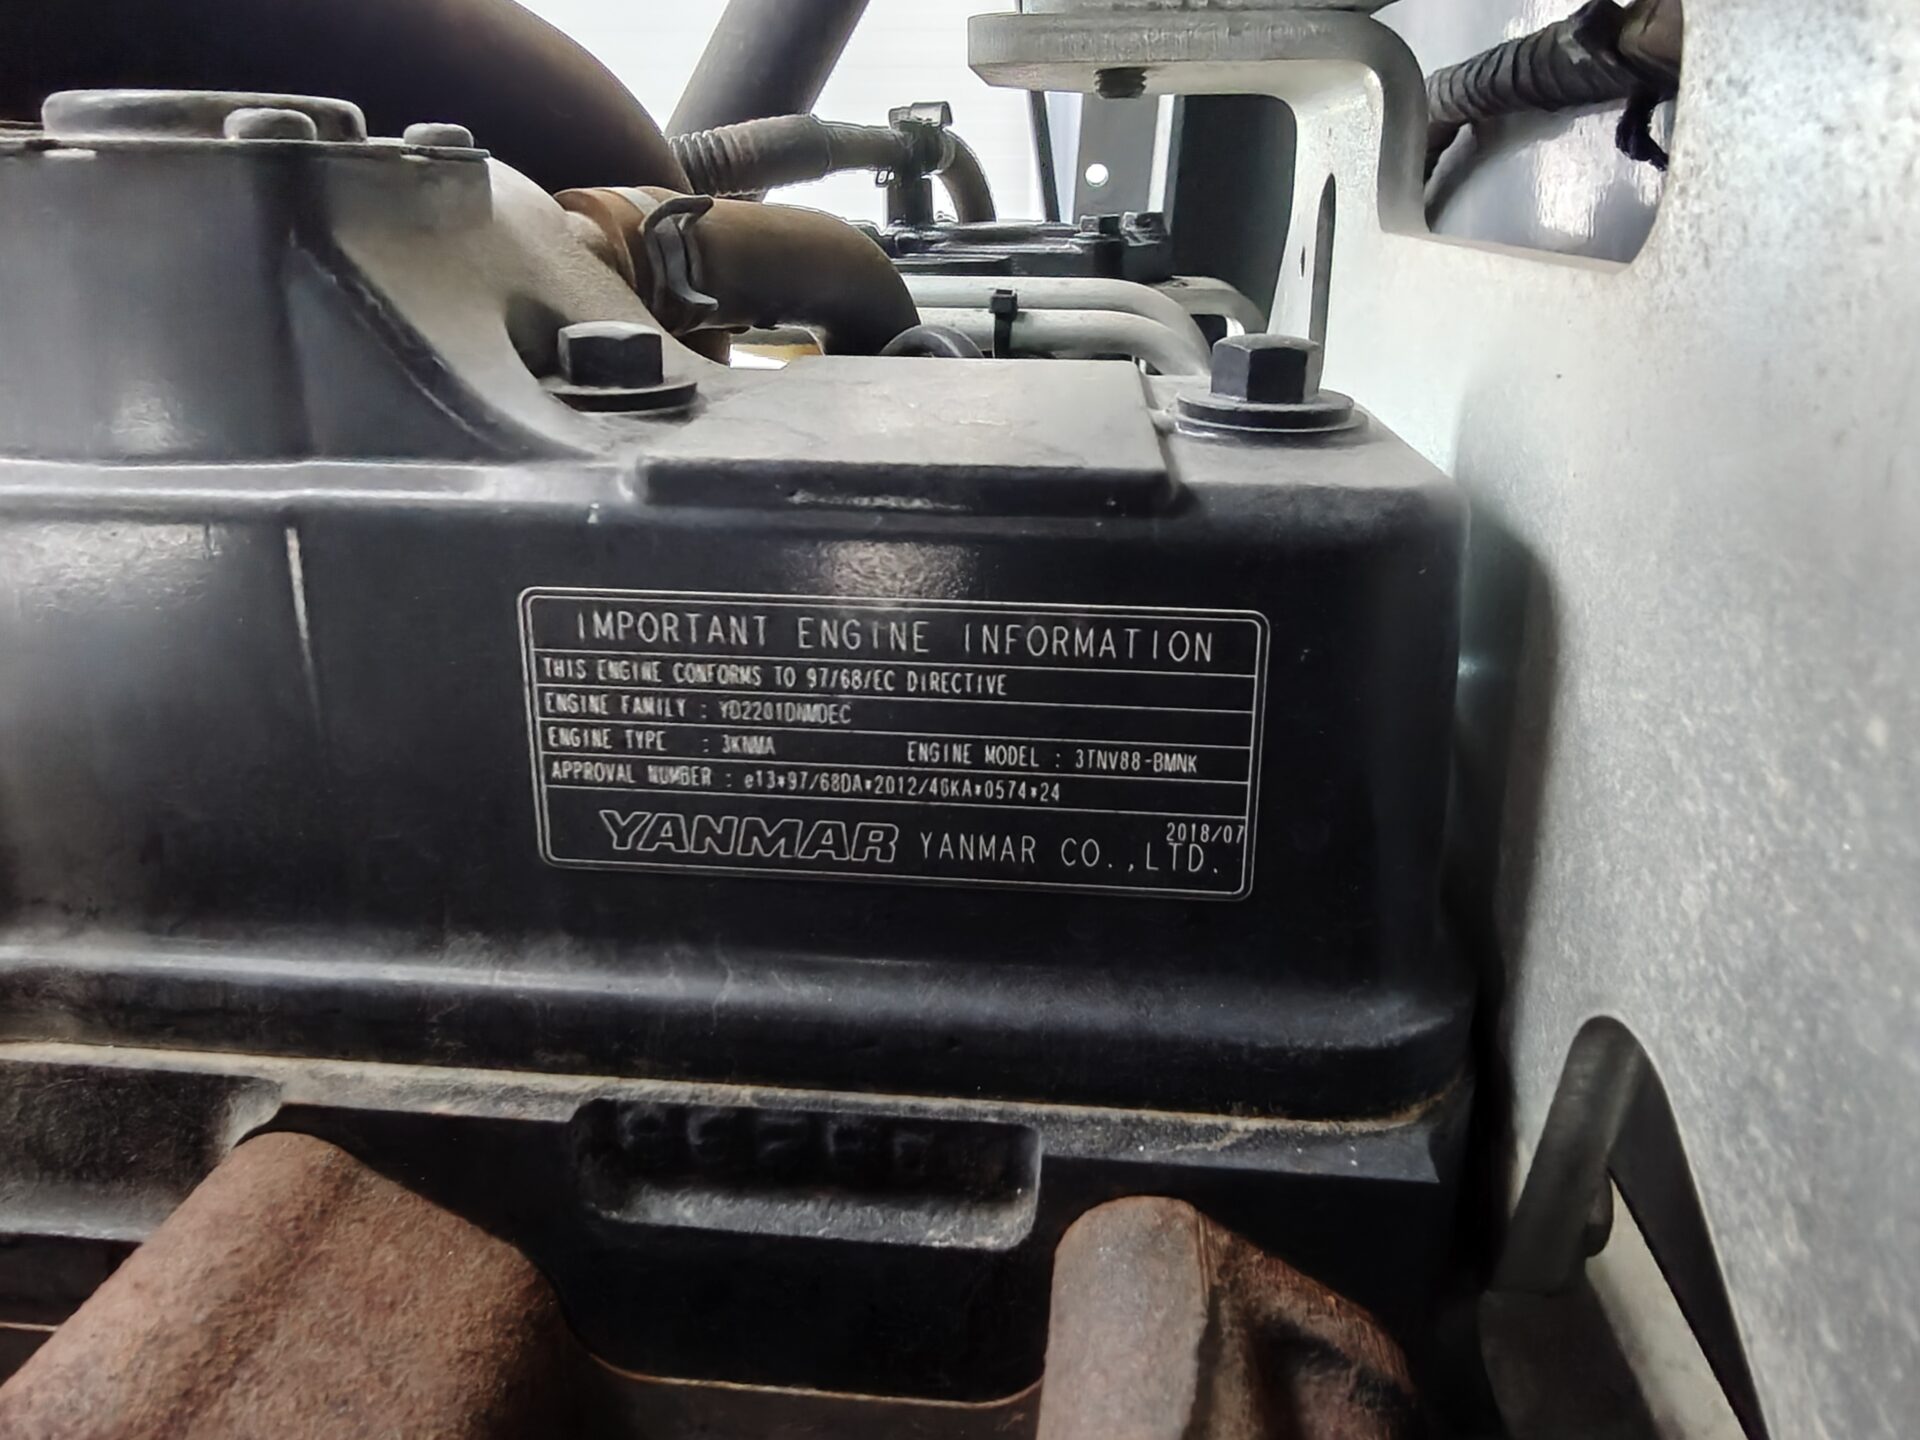 IMPORTANT ENGINE INFORMATION
THIS ENGINE CONFORMS TO 97/68/EC DIRECTIVE
ENGINE FAMILY : YD2201DNMDEC
ENGINE TYPE : 3KNMA ENGINE MODEL : 3TNV88-BMNK
APPROVAL NUMBER : e13*97/68DA*2012/46KA*0574*24
2018/07
YANMAR YANMAR CO.,LTD.